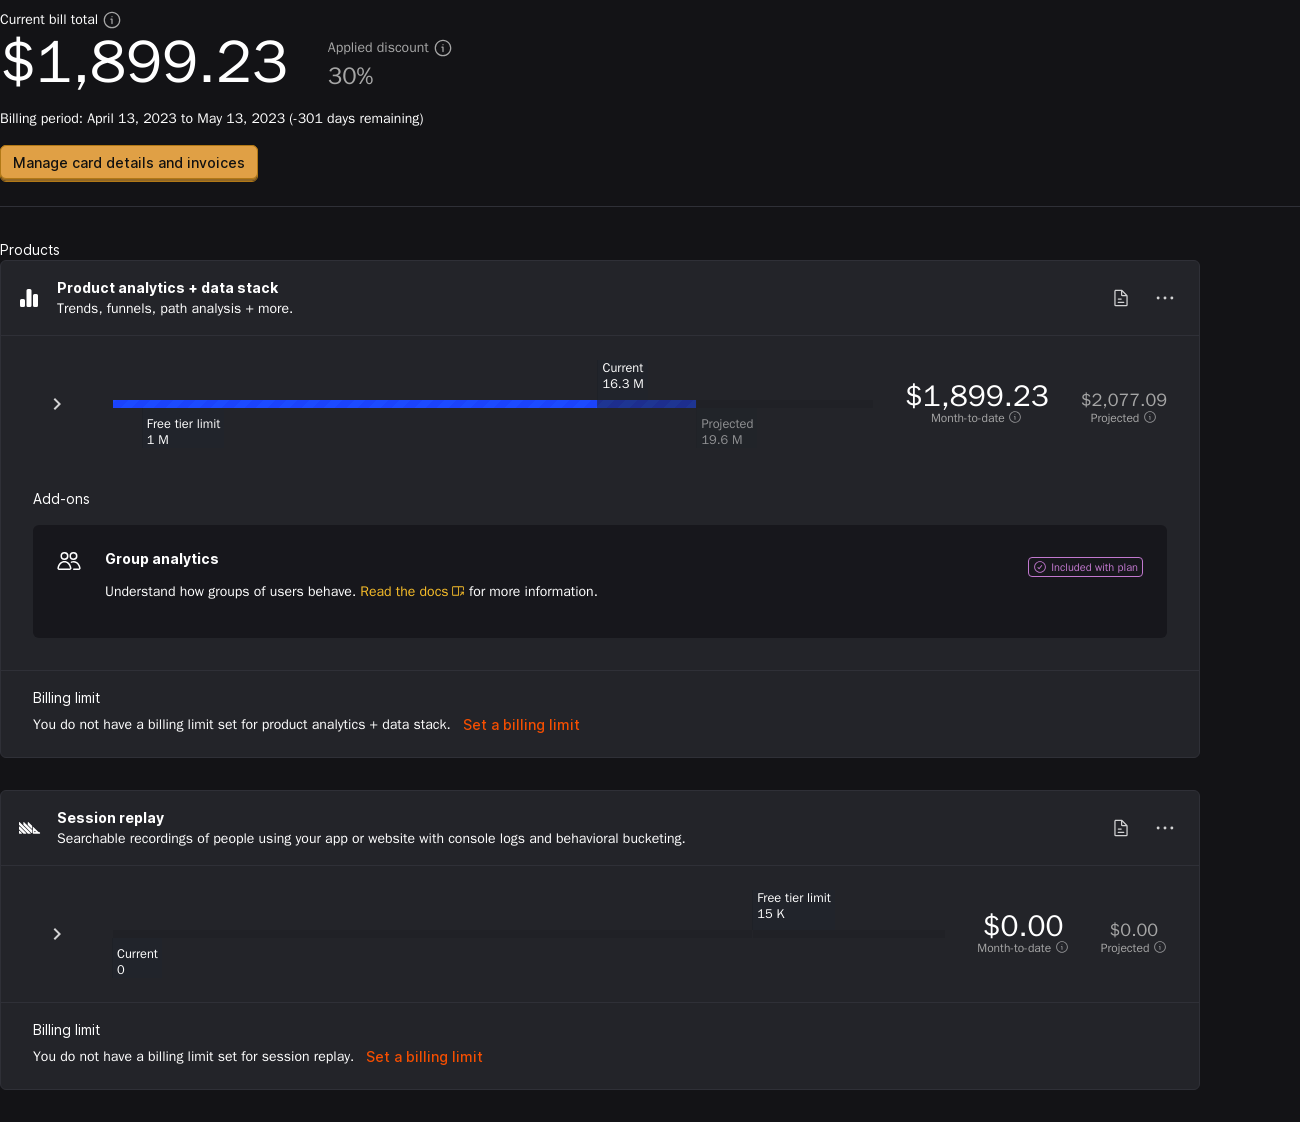 Current bill total
$1,899.23
Applied discount
30%
Billing period: April 13, 2023 to May 13, 2023 (-301 days remaining)
Manage card details and invoices
Products
Product analytics + data stack
Trends, funnels, path analysis + more.
Current
16.3 M
Free tier limit
1 M
Projected
19.6 M
$1,899.23
Month-to-date
$2,077.09
Projected
Add-ons
Group analytics
Understand how groups of users behave. Read the docs for more information.
Included with plan
Billing limit
You do not have a billing limit set for product analytics + data stack. Set a billing limit
Session replay
Searchable recordings of people using your app or website with console logs and behavioral bucketing.
Free tier limit
15 K
Current
0
$0.00
Month-to-date
$0.00
Projected
Billing limit
You do not have a billing limit set for session replay. Set a billing limit